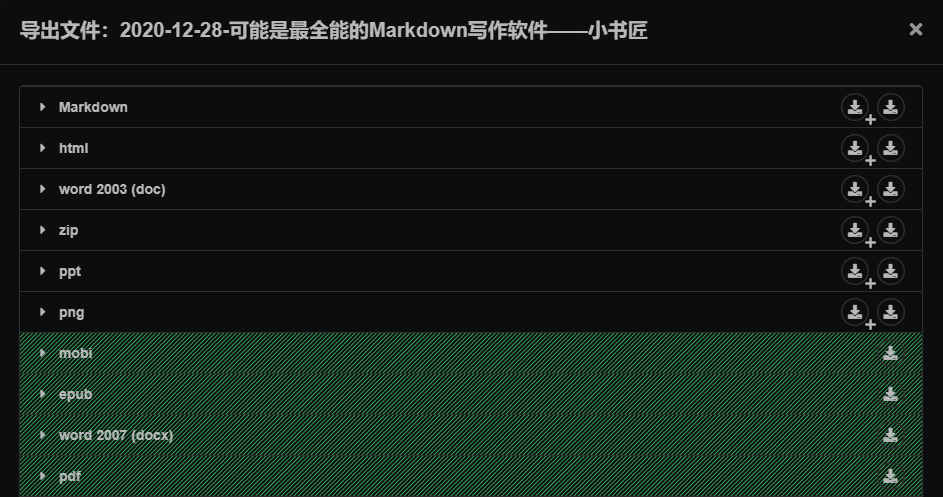 导出文件：2020-12-28-可能是最全能的Markdown写作软件——小书匠
Markdown
html
word 2003 (doc)
zip
ppt
png
mobi
epub
word 2007 (docx)
pdf